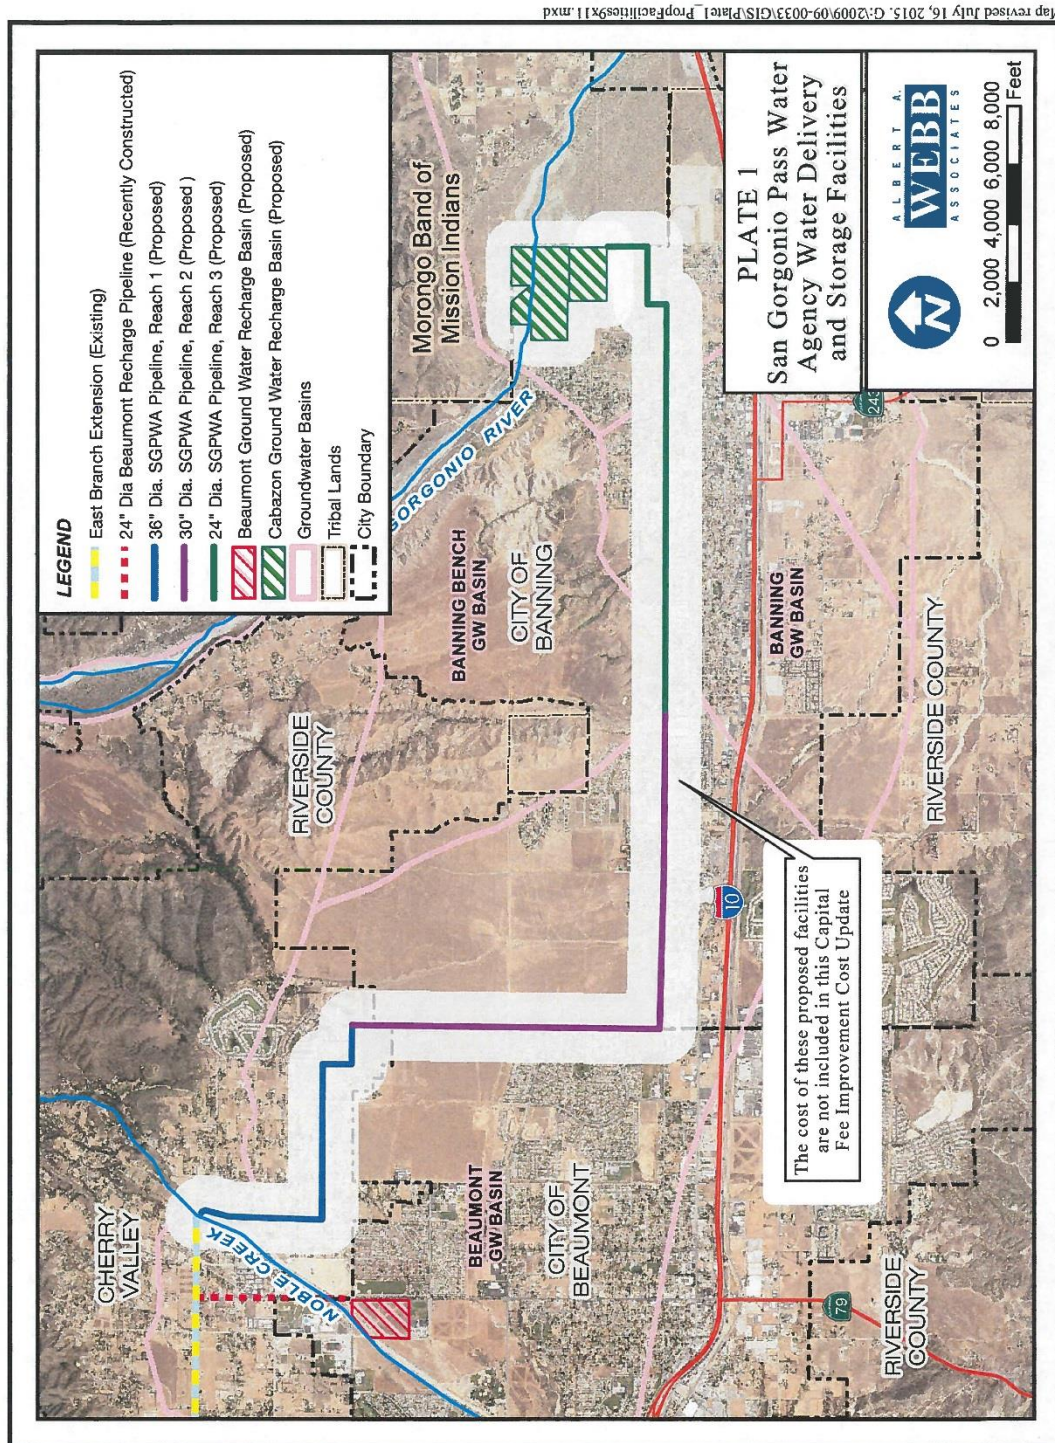 Map revised July 16, 2015. G:\2009\09-0033\GIS\Plate1_PropFacilities9x11.mxd
LEGEND
East Branch Extension (Existing)
24" Dia Beaumont Recharge Pipeline (Recently Constructed)
36" Dia. SGPWA Pipeline, Reach 1 (Proposed)
30" Dia. SGPWA Pipeline, Reach 2 (Proposed )
24" Dia. SGPWA Pipeline, Reach 3 (Proposed)
Beaumont Ground Water Recharge Basin (Proposed)
Cabazon Ground Water Recharge Basin (Proposed)
Groundwater Basins
Tribal Lands
City Boundary
CHERRY
VALLEY
NOBLE CREEK
RIVERSIDE
COUNTY
GORGONIO RIVER
Morongo Band of
Mission Indians
BEAUMONT
GW BASIN
CITY OF
BEAUMONT
BANNING BENCH
GW BASIN
CITY OF
BANNING
10
BANNING
GW BASIN
243
79
RIVERSIDE
COUNTY
RIVERSIDE COUNTY
The cost of these proposed facilities
are not included in this Capital
Fee Improvement Cost Update
PLATE 1
San Gorgonio Pass Water
Agency Water Delivery
and Storage Facilities
N
ALBERT A.
WEBB
ASSOCIATES
0 2,000 4,000 6,000 8,000
Feet